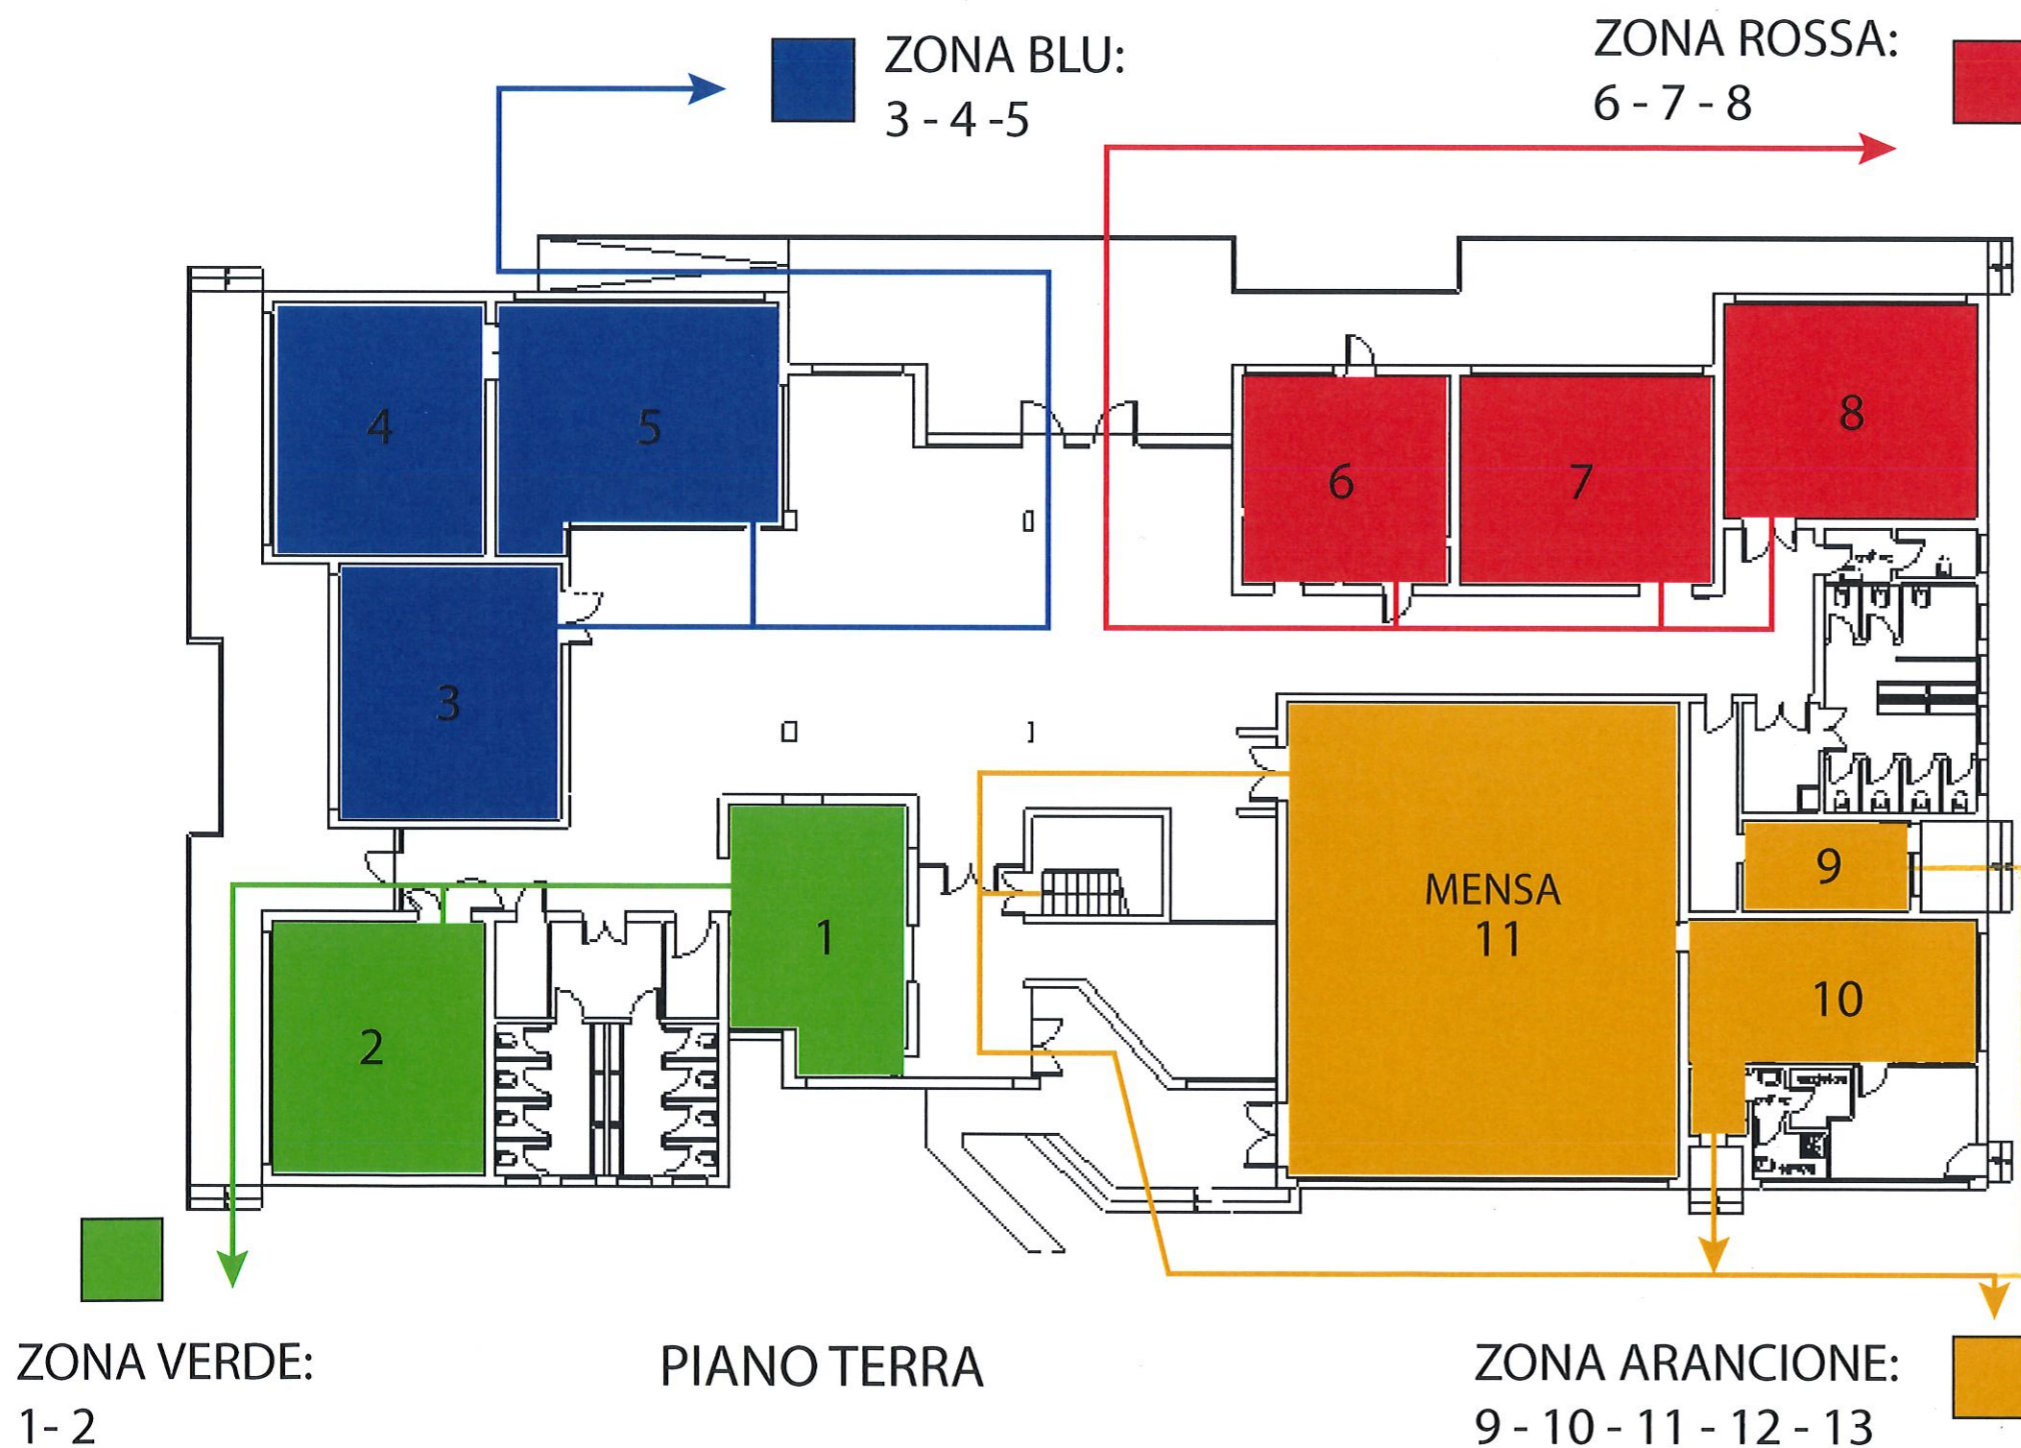 ZONA BLU:
3 - 4 -5
ZONA ROSSA:
6 - 7 - 8
4
5
6
7
8
3
MENSA
11
9
1
10
2
ZONA VERDE:
1- 2
PIANO TERRA
ZONA ARANCIONE:
9 - 10 - 11 - 12 - 13